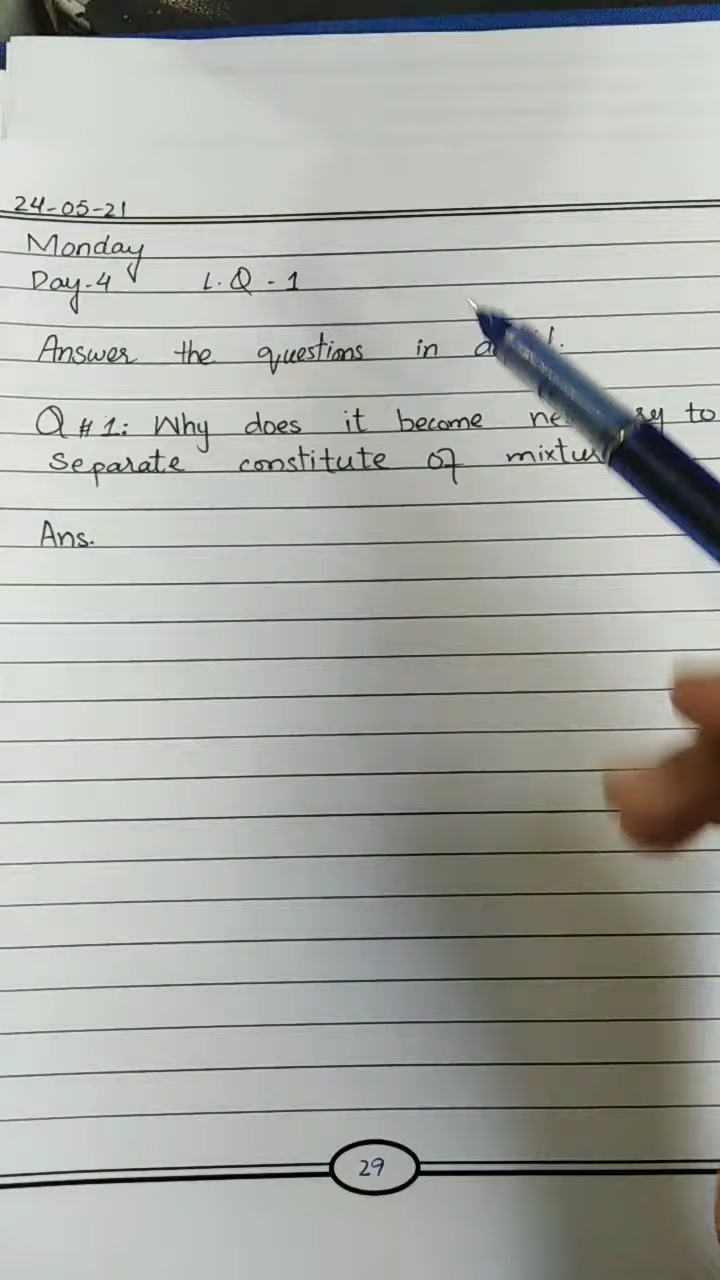 24-05-21
Monday
Day-4 L.Q - 1
Answer the questions in
Q #1: Why does it become to
Separate constitute of
Ans.
29